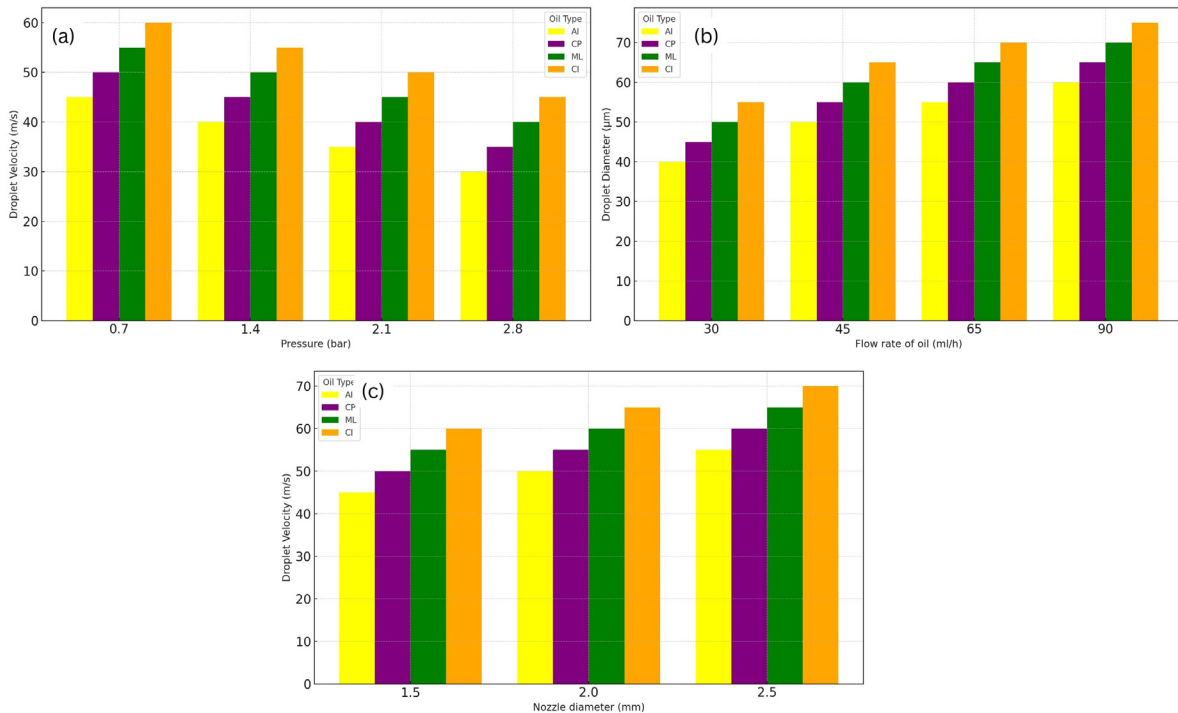 (a)
Oil Type
AI
CP
ML
CI
60
50
40
30
20
10
0
Droplet Velocity (m/s)
0.7 1.4 2.1 2.8
Pressure (bar)
(b)
Oil Type
AI
CP
ML
CI
70
60
50
40
30
20
10
0
Droplet Diameter (μm)
30 45 65 90
Flow rate of oil (ml/h)
(c)
Oil Type
AI
CP
ML
CI
70
60
50
40
30
20
10
0
Droplet Velocity (m/s)
1.5 2.0 2.5
Nozzle diameter (mm)